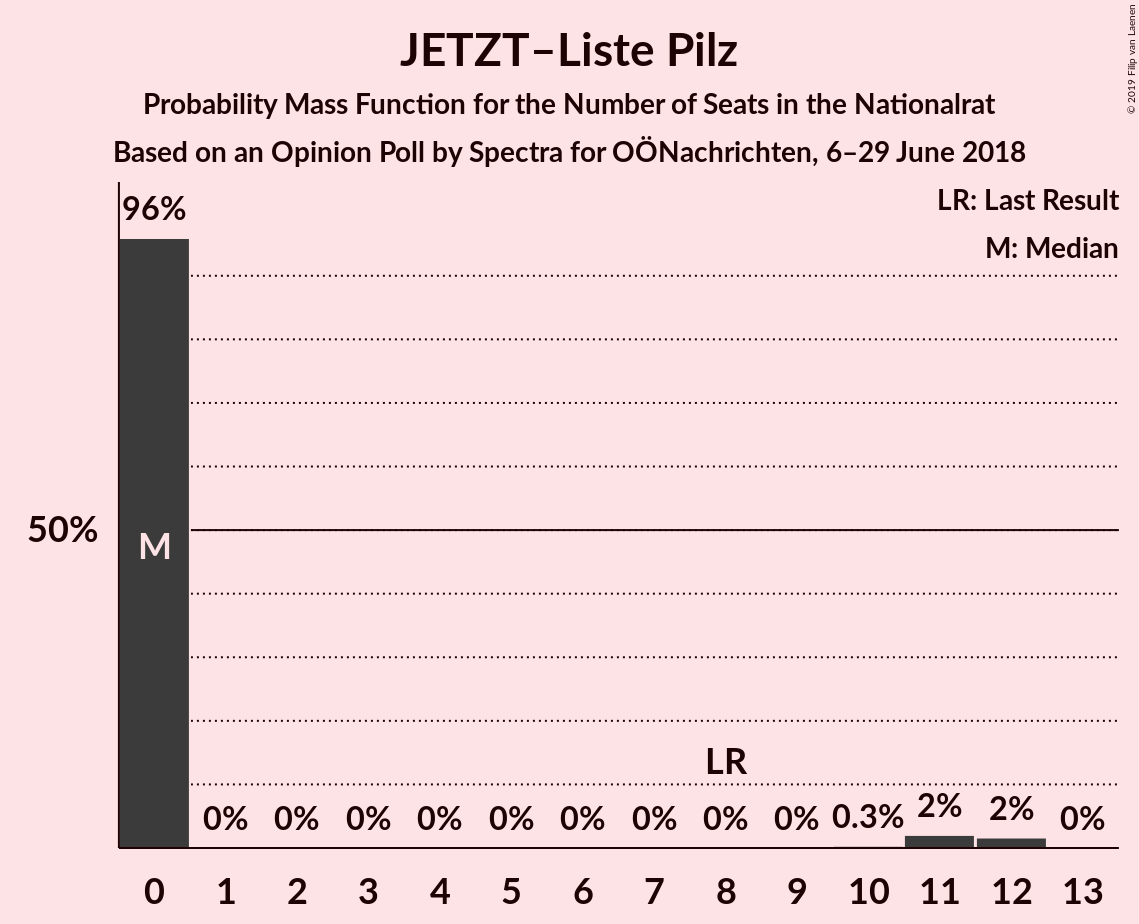 JETZT–Liste Pilz
Probability Mass Function for the Number of Seats in the Nationalrat
Based on an Opinion Poll by Spectra for OÖNachrichten, 6–29 June 2018
© 2019 Filip van Laenen
LR: Last Result
M: Median
96%
50%
M
LR
0% 0% 0% 0% 0% 0% 0% 0% 0% 0.3% 2% 2% 0%
0 1 2 3 4 5 6 7 8 9 10 11 12 13